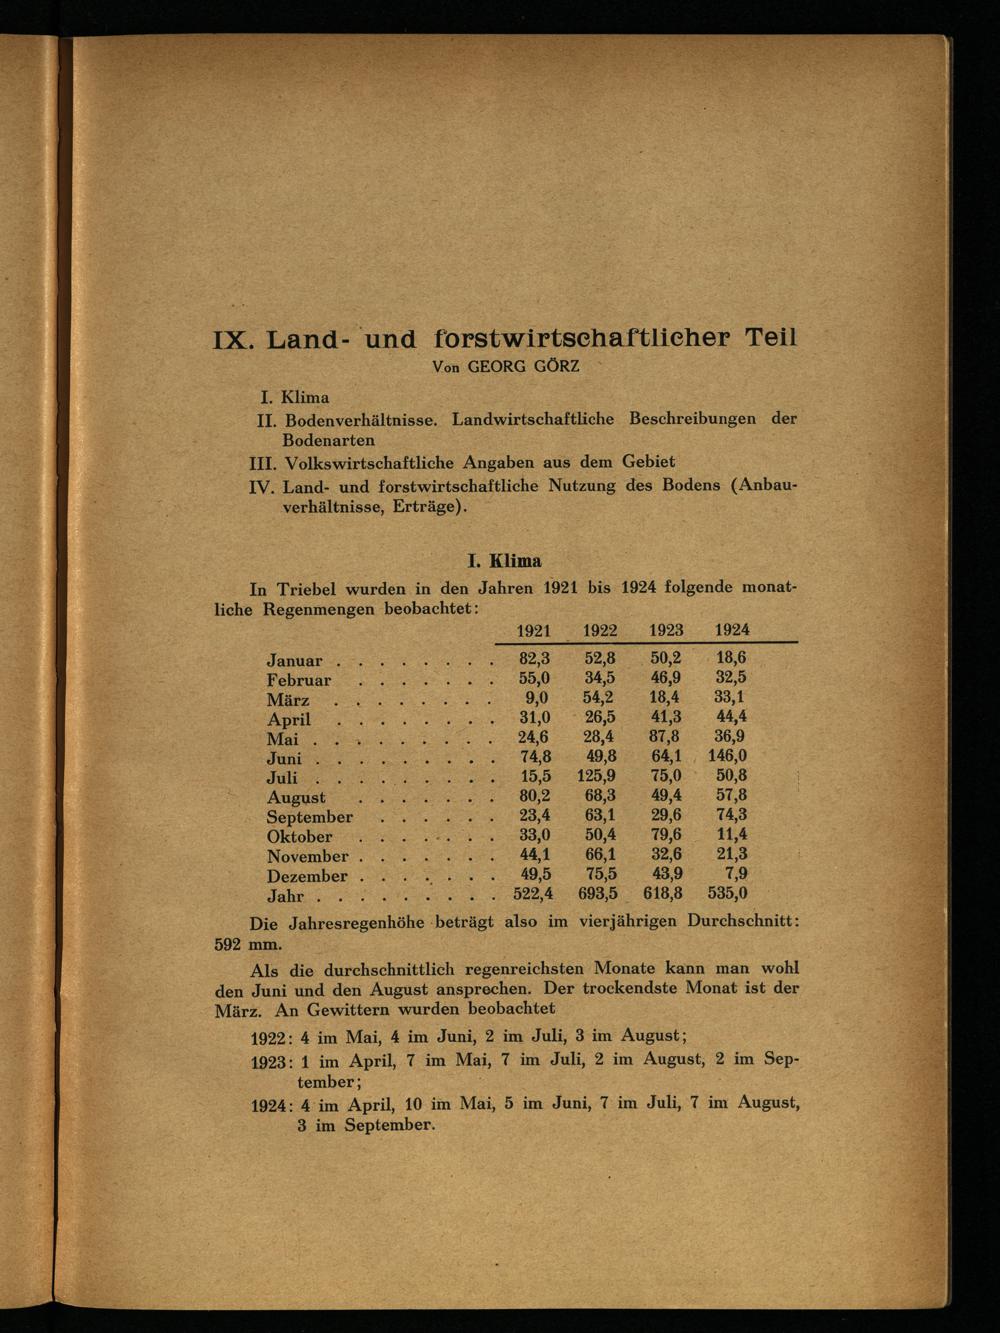 IX. Land- und forstwirtschaftlicher Teil
Von GEORG GÖRZ
I. Klima
II. Bodenverhältnisse. Landwirtschaftliche Beschreibungen der
Bodenarten
III. Volkswirtschaftliche Angaben aus dem Gebiet
IV. Land- und forstwirtschaftliche Nutzung des Bodens (Anbau-
verhältnisse, Erträge).
I. Klima
In Triebel wurden in den Jahren 1921 bis 1924 folgende monat-
liche Regenmengen beobachtet:
1921 1922 1923 1924
Januar . . . . . . . . 82,3 52,8 50,2 18,6
Februar . . . . . . . 55,0 34,5 46,9 32,5
März . . . . . . . . 9,0 54,2 18,4 33,1
April . . . . . . . . 31,0 26,5 41,3 44,4
Mai . . . . . . . . . 24,6 28,4 87,8 36,9
Juni . . . . . . . . . 74,8 49,8 64,1 146,0
Juli . . . . . . . . . 15,5 125,9 75,0 50,8
August . . . . . . . 80,2 68,3 49,4 57,8
September . . . . . . 23,4 63,1 29,6 74,3
Oktober . . . . . . . 33,0 50,4 79,6 11,4
November . . . . . . . 44,1 66,1 32,6 21,3
Dezember . . . . . . . 49,5 75,5 43,9 7,9
Jahr . . . . . . . . . 522,4 693,5 618,8 535,0
Die Jahresregenhöhe beträgt also im vierjährigen Durchschnitt:
592 mm.
Als die durchschnittlich regenreichsten Monate kann man wohl
den Juni und den August ansprechen. Der trockendste Monat ist der
März. An Gewittern wurden beobachtet
1922: 4 im Mai, 4 im Juni, 2 im Juli, 3 im August;
1923: 1 im April, 7 im Mai, 7 im Juli, 2 im August, 2 im Sep-
tember;
1924: 4 im April, 10 im Mai, 5 im Juni, 7 im Juli, 7 im August,
3 im September.